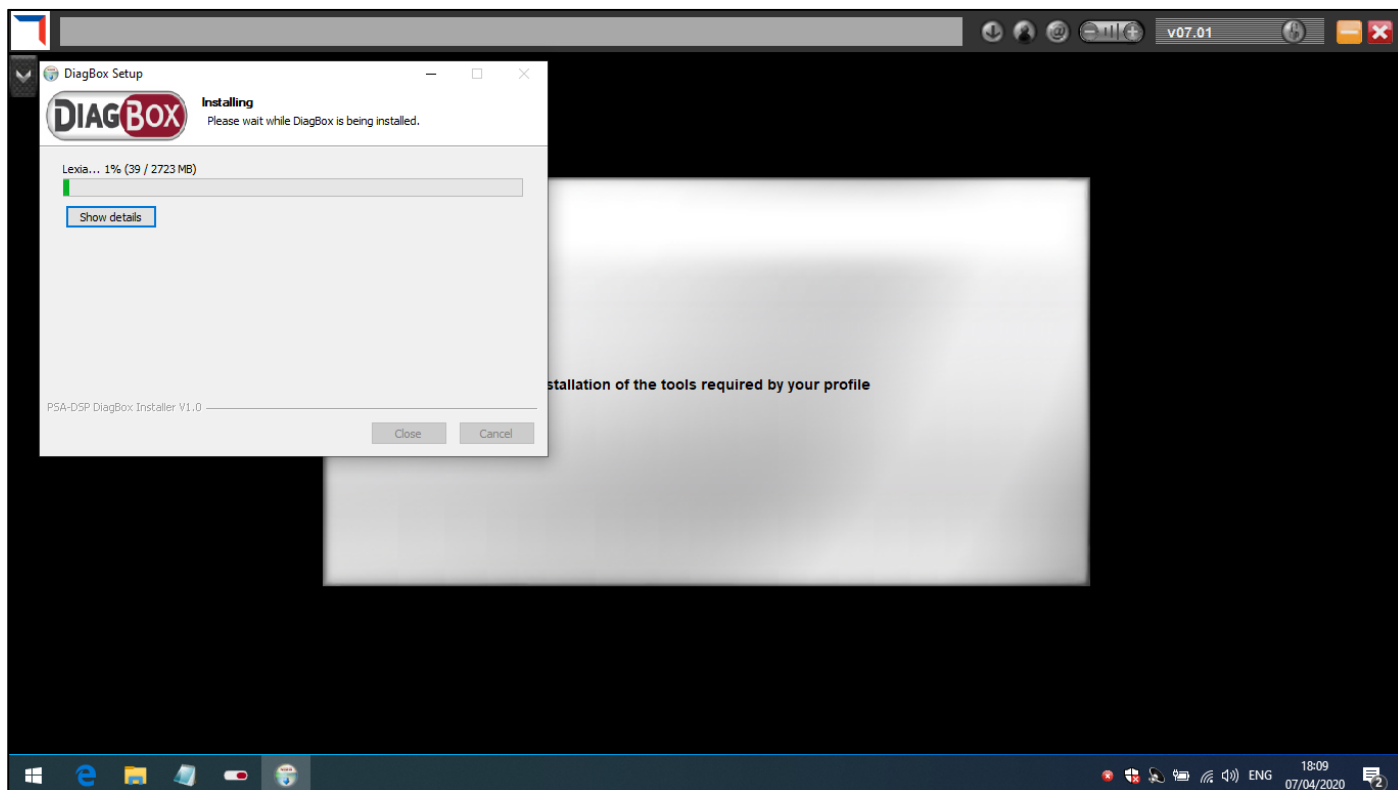 v07.01
DiagBox Setup
DIAGBOX
Installing
Please wait while DiagBox is being installed.
Lexia... 1% (39 / 2723 MB)
Show details
stallation of the tools required by your profile
PSA-DSP DiagBox Installer V1.0
Close Cancel
ENG
18:09
07/04/2020
2